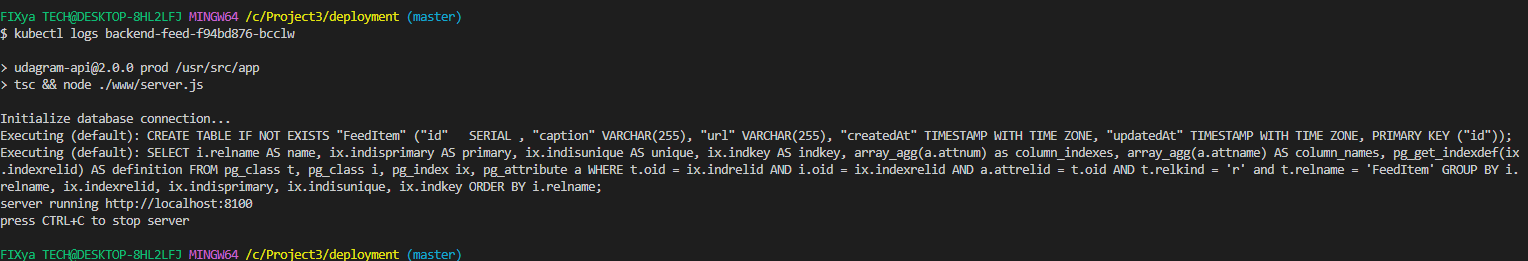 FIXya TECH@DESKTOP-8HL2LFJ MINGW64 /c/Project3/deployment (master)
$ kubectl logs backend-feed-f94bd876-bcclw
> udagram-api@2.0.0 prod /usr/src/app
> tsc && node ./www/server.js
Initialize database connection...
Executing (default): CREATE TABLE IF NOT EXISTS "FeedItem" ("id"   SERIAL , "caption" VARCHAR(255), "url" VARCHAR(255), "createdAt" TIMESTAMP WITH TIME ZONE, "updatedAt" TIMESTAMP WITH TIME ZONE, PRIMARY KEY ("id"));
Executing (default): SELECT i.relname AS name, ix.indisprimary AS primary, ix.indisunique AS unique, ix.indkey AS indkey, array_agg(a.attnum) as column_indexes, array_agg(a.attname) AS column_names, pg_get_indexdef(ix
.indexrelid) AS definition FROM pg_class t, pg_class i, pg_index ix, pg_attribute a WHERE t.oid = ix.indrelid AND i.oid = ix.indexrelid AND a.attrelid = t.oid AND t.relkind = 'r' and t.relname = 'FeedItem' GROUP BY i.
relname, ix.indexrelid, ix.indisprimary, ix.indisunique, ix.indkey ORDER BY i.relname;
server running http://localhost:8100
press CTRL+C to stop server
FIXya TECH@DESKTOP-8HL2LFJ MINGW64 /c/Project3/deployment (master)